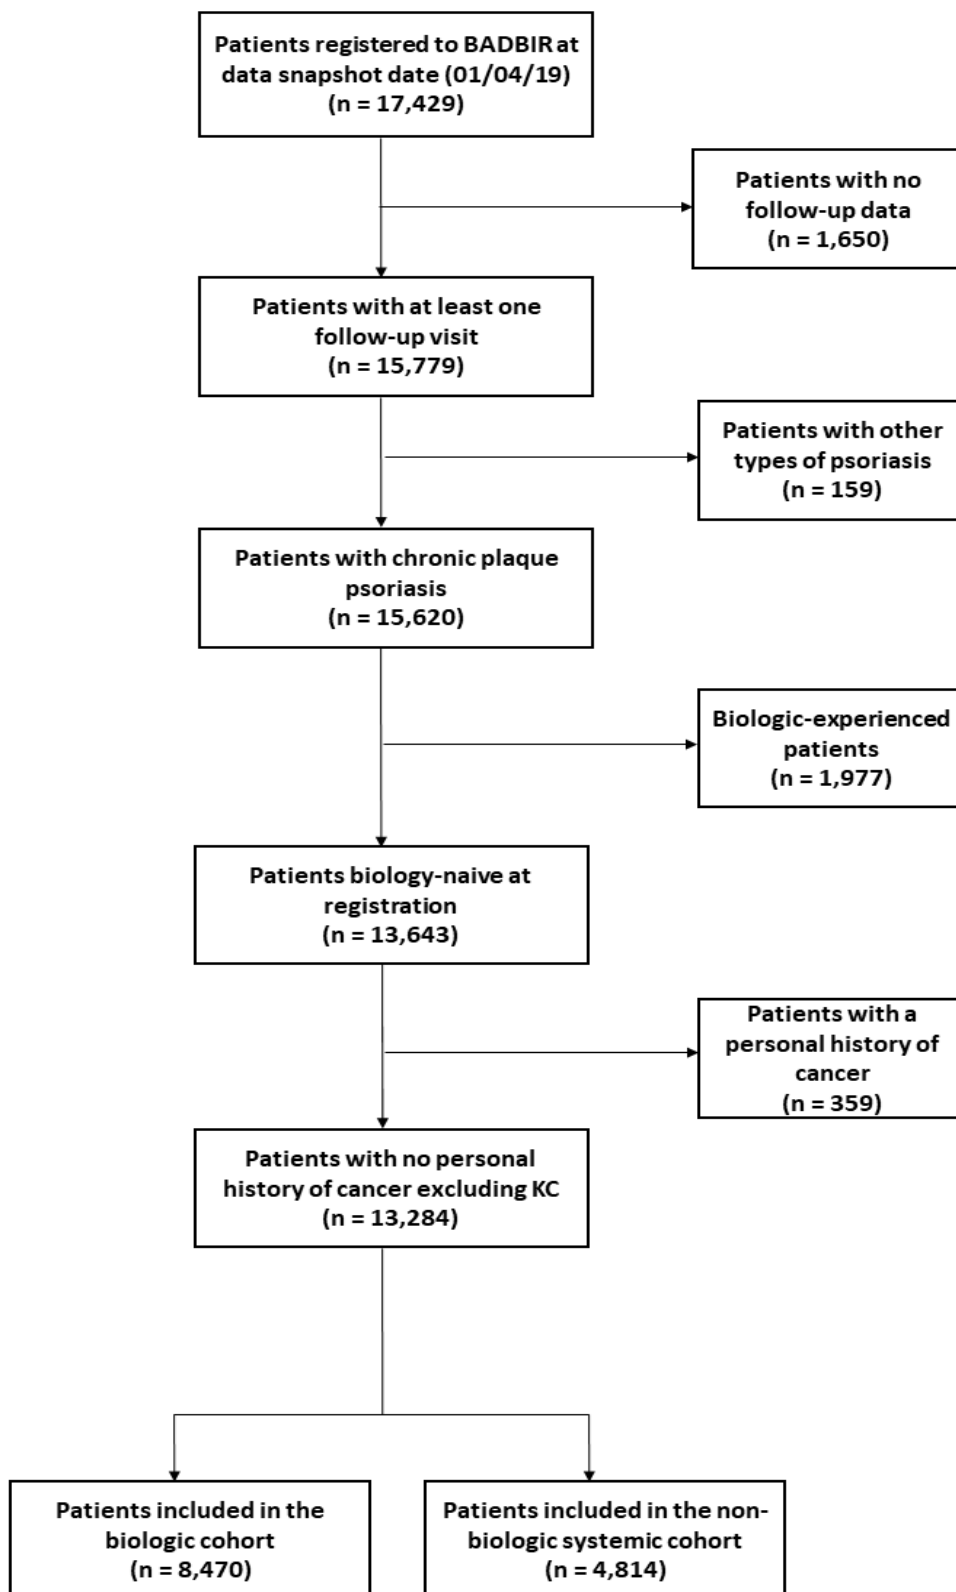 Patients registered to BADBIR at
data snapshot date (01/04/19)
(n = 17,429)
Patients with no
follow-up data
(n = 1,650)
Patients with at least one
follow-up visit
(n = 15,779)
Patients with other
types of psoriasis
(n = 159)
Patients with chronic plaque
psoriasis
(n = 15,620)
Biologic-experienced
patients
(n = 1,977)
Patients biology-naive at
registration
(n = 13,643)
Patients with a
personal history of
cancer
(n = 359)
Patients with no personal
history of cancer excluding KC
(n = 13,284)
Patients included in the
biologic cohort
(n = 8,470)
Patients included in the non-
biologic systemic cohort
(n = 4,814)